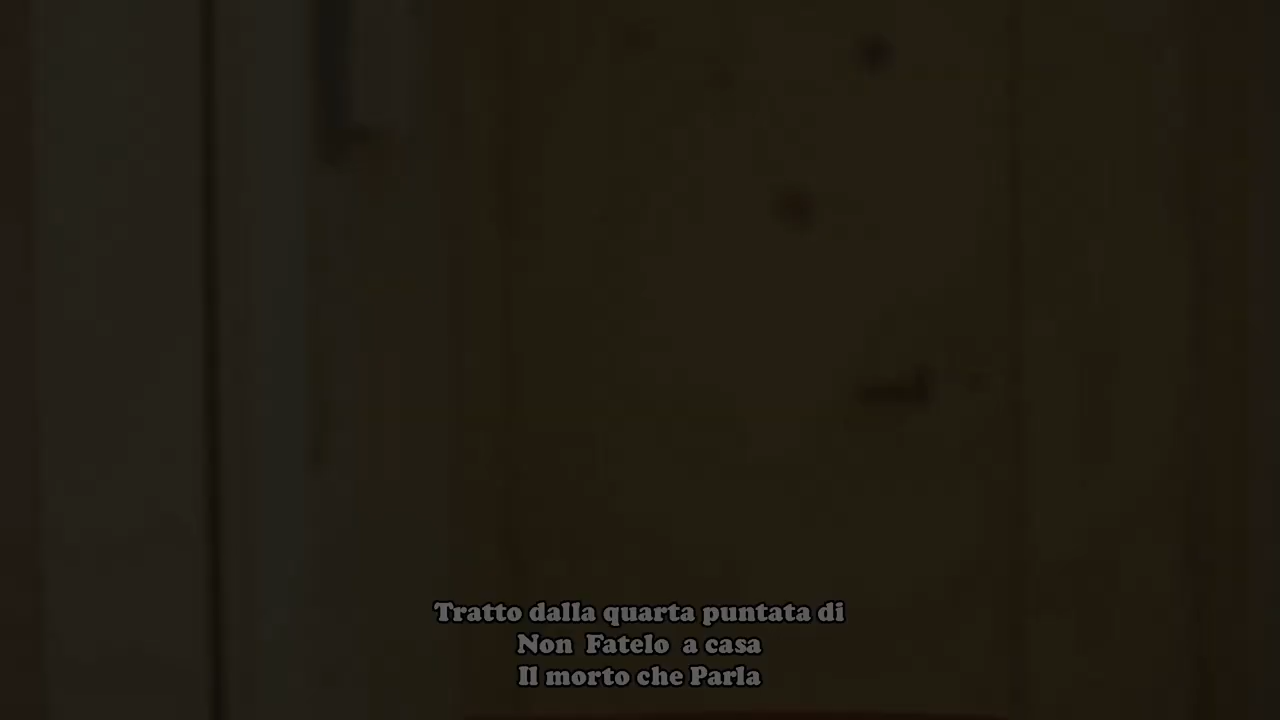 Tratto dalla quarta puntata di
Non Fatelo a casa
Il morto che Parla